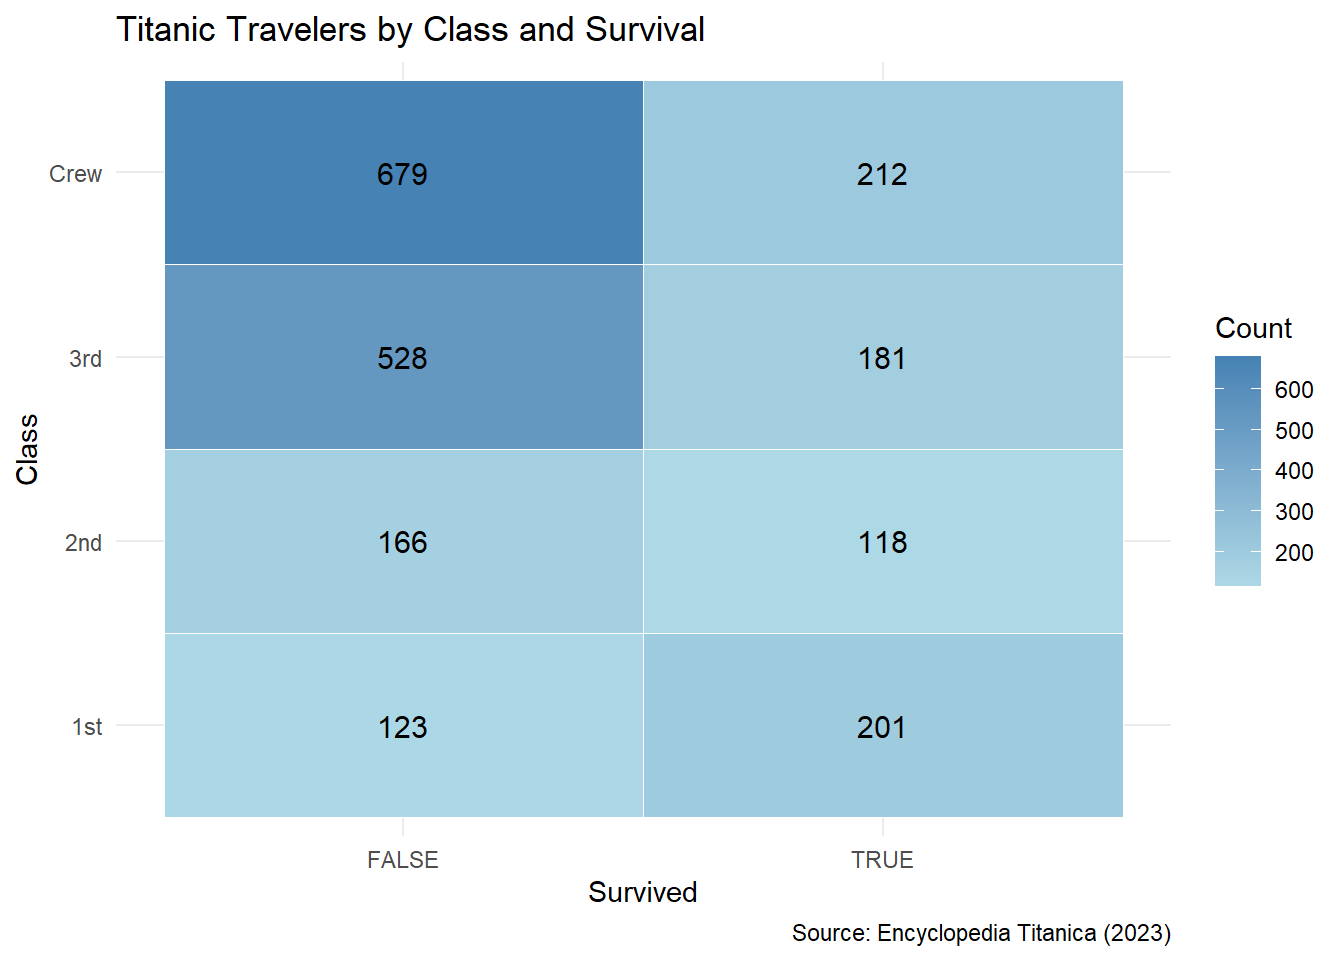 Titanic Travelers by Class and Survival
Crew
679
212
3rd
528
181
2nd
166
118
1st
123
201
FALSE
TRUE
Survived
Class
Count
600
500
400
300
200
Source: Encyclopedia Titanica (2023)